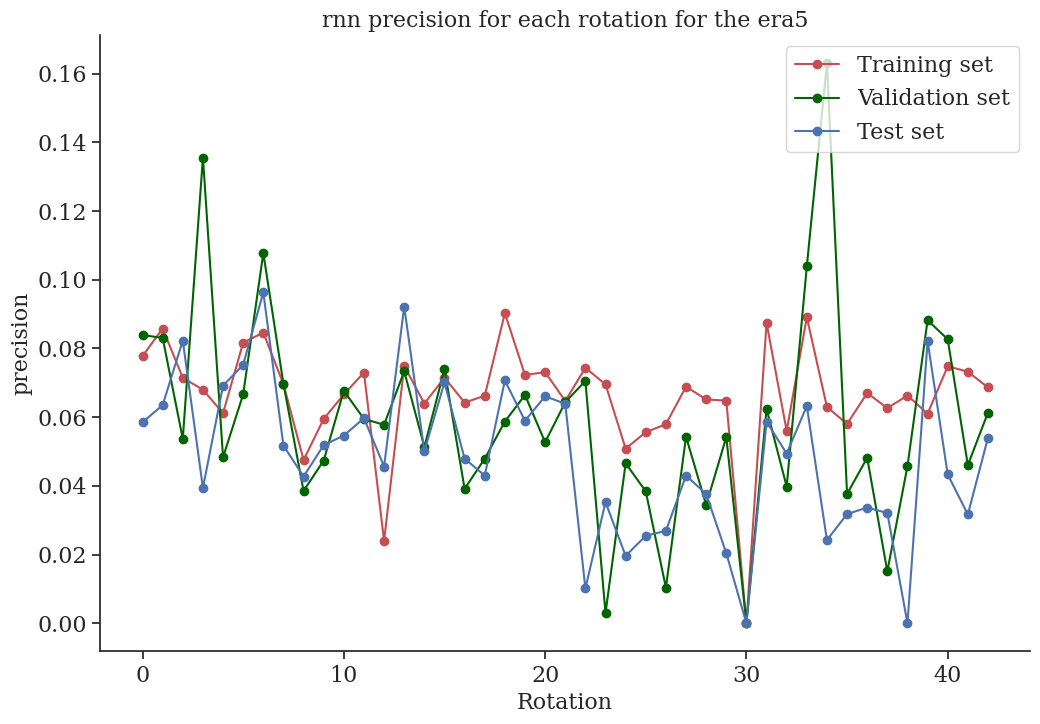 rnn precision for each rotation for the era5
Training set
Validation set
Test set
precision
0.16
0.14
0.12
0.10
0.08
0.06
0.04
0.02
0.00
0 10 20 30 40
Rotation